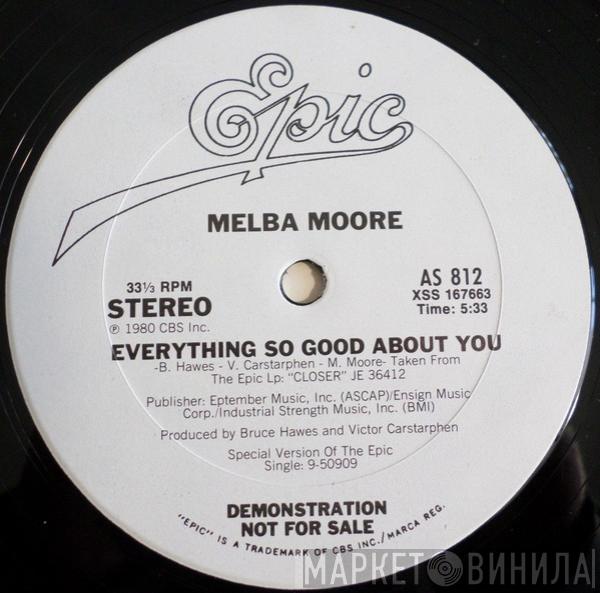 Epic
MELBA MOORE
33⅓ RPM
STEREO
℗ 1980 CBS Inc.
AS 812
XSS 167663
Time: 5:33
EVERYTHING SO GOOD ABOUT YOU
-B. Hawes - V. Carstarphen - M. Moore- Taken From
The Epic Lp: "CLOSER" JE 36412
Publisher: Eptember Music, Inc. (ASCAP)/Ensign Music
Corp./Industrial Strength Music, Inc. (BMI)
Produced by Bruce Hawes and Victor Carstarphen
Special Version Of The Epic
Single: 9-50909
DEMONSTRATION
NOT FOR SALE
"EPIC" IS A TRADEMARK OF CBS INC./MARCA REG.
МАРКЕТ ВИНИЛА